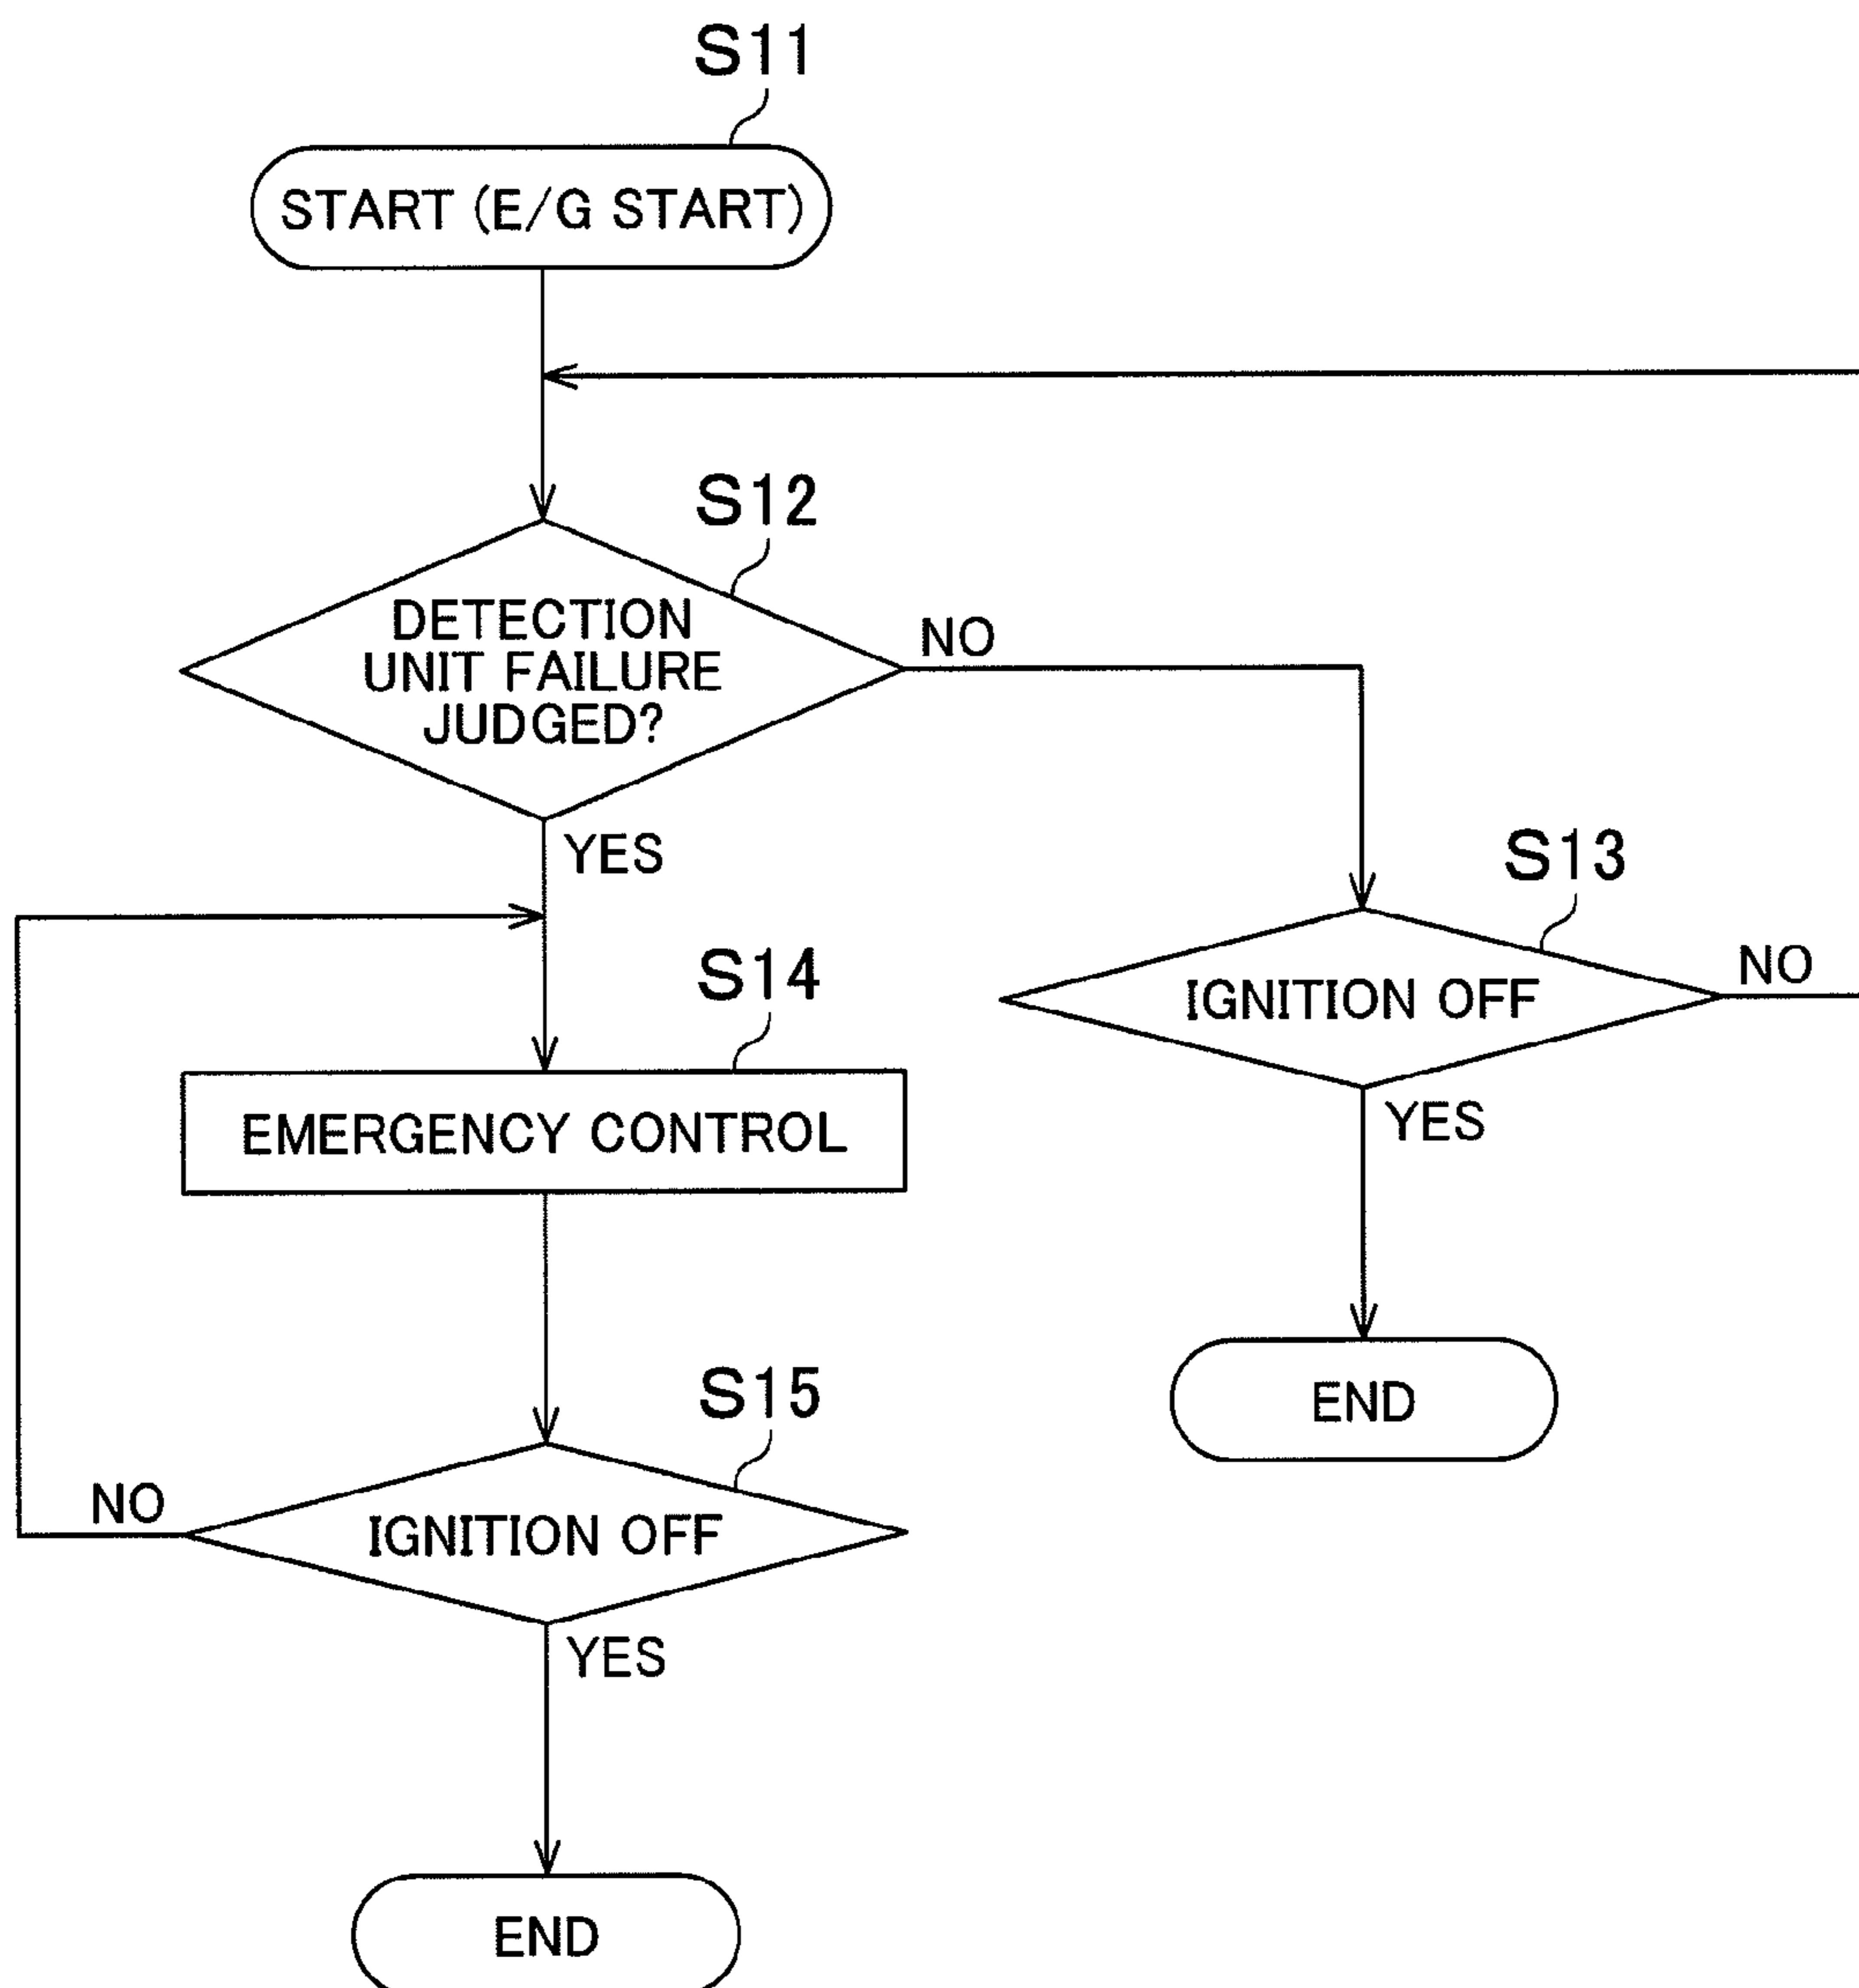 S11
START (E/G START)
S12
DETECTION
UNIT FAILURE
JUDGED?
NO
YES
S13
IGNITION OFF
NO
YES
END
S14
EMERGENCY CONTROL
S15
IGNITION OFF
NO
YES
END